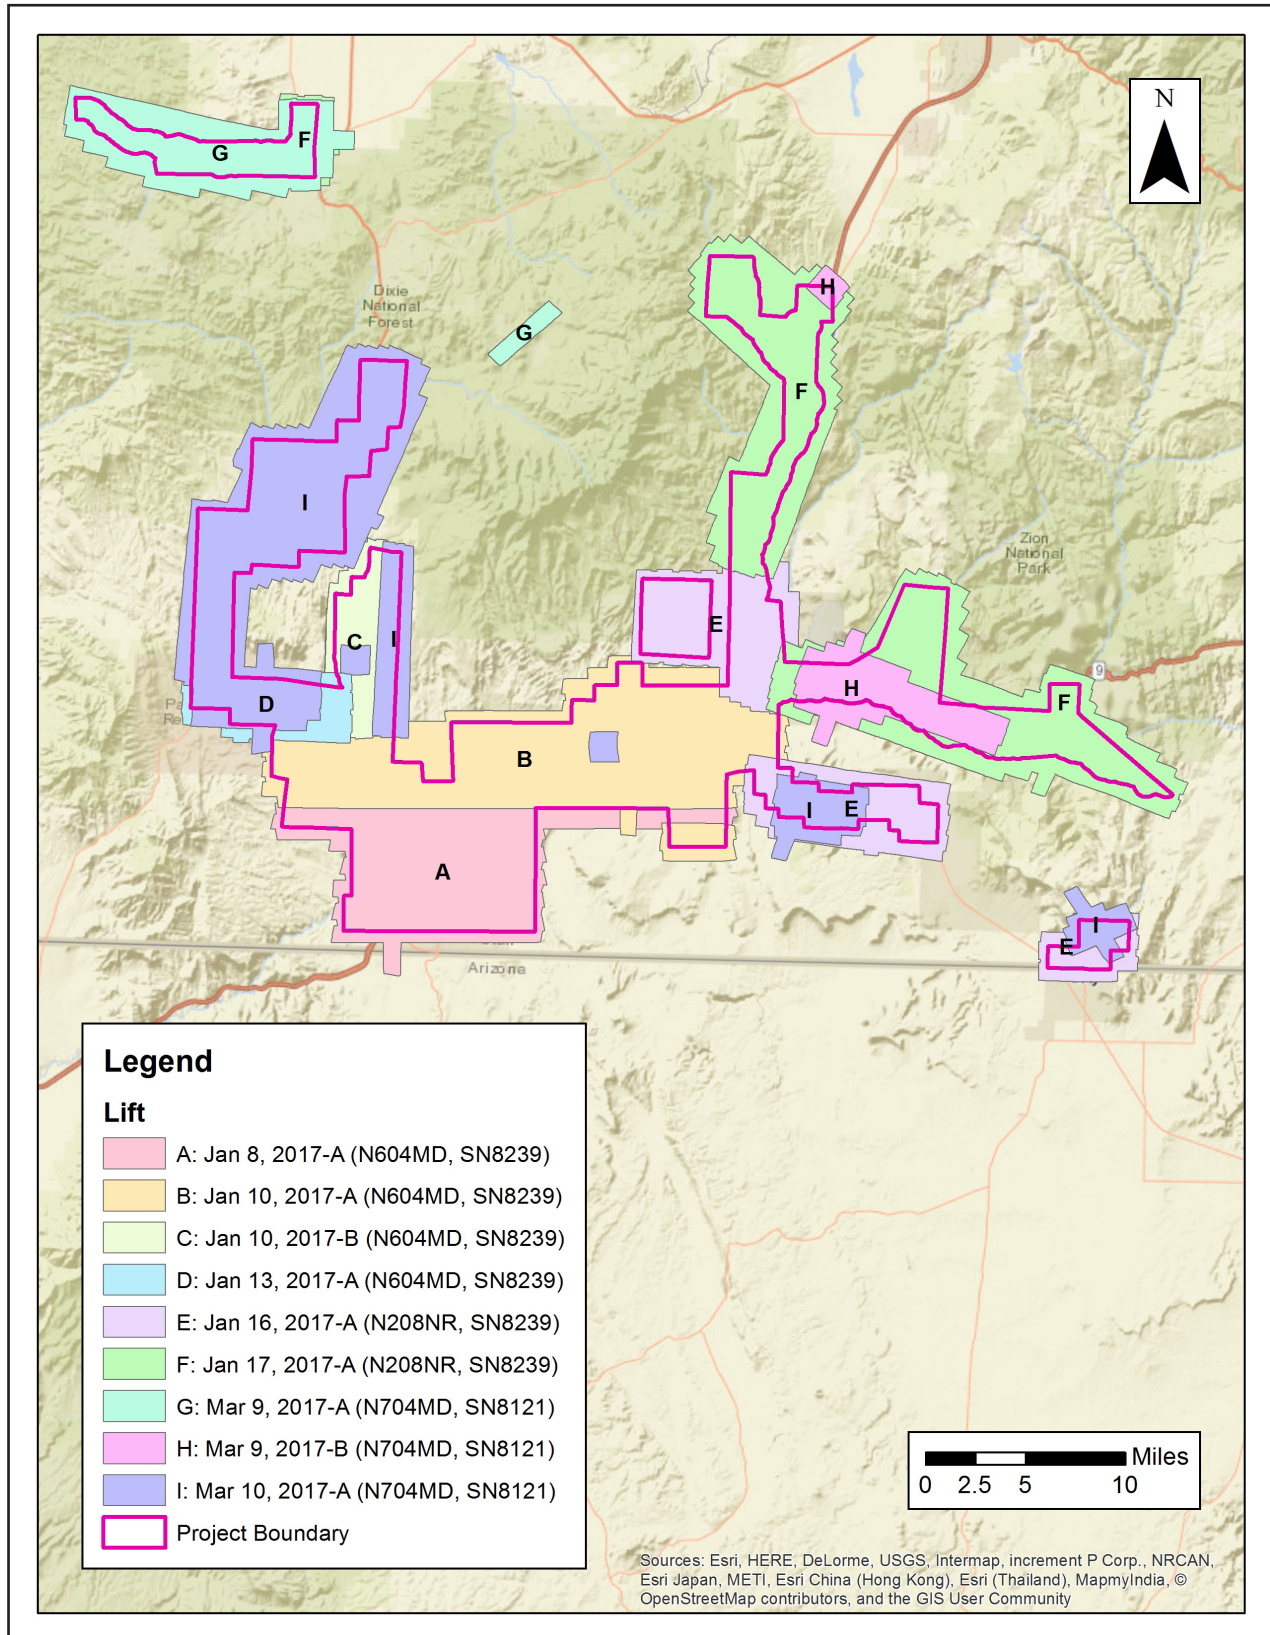 N
G
F
Dixie
National
Forest
G
H
F
I
Zion
National
Park
E
C
I
9
H
F
D
B
I
E
A
I
E
Utah
Arizona
Legend
Lift
A: Jan 8, 2017-A (N604MD, SN8239)
B: Jan 10, 2017-A (N604MD, SN8239)
C: Jan 10, 2017-B (N604MD, SN8239)
D: Jan 13, 2017-A (N604MD, SN8239)
E: Jan 16, 2017-A (N208NR, SN8239)
F: Jan 17, 2017-A (N208NR, SN8239)
G: Mar 9, 2017-A (N704MD, SN8121)
H: Mar 9, 2017-B (N704MD, SN8121)
I: Mar 10, 2017-A (N704MD, SN8121)
Project Boundary
Miles
0 2.5 5 10
Sources: Esri, HERE, DeLorme, USGS, Intermap, increment P Corp., NRCAN,
Esri Japan, METI, Esri China (Hong Kong), Esri (Thailand), MapmyIndia, ©
OpenStreetMap contributors, and the GIS User Community